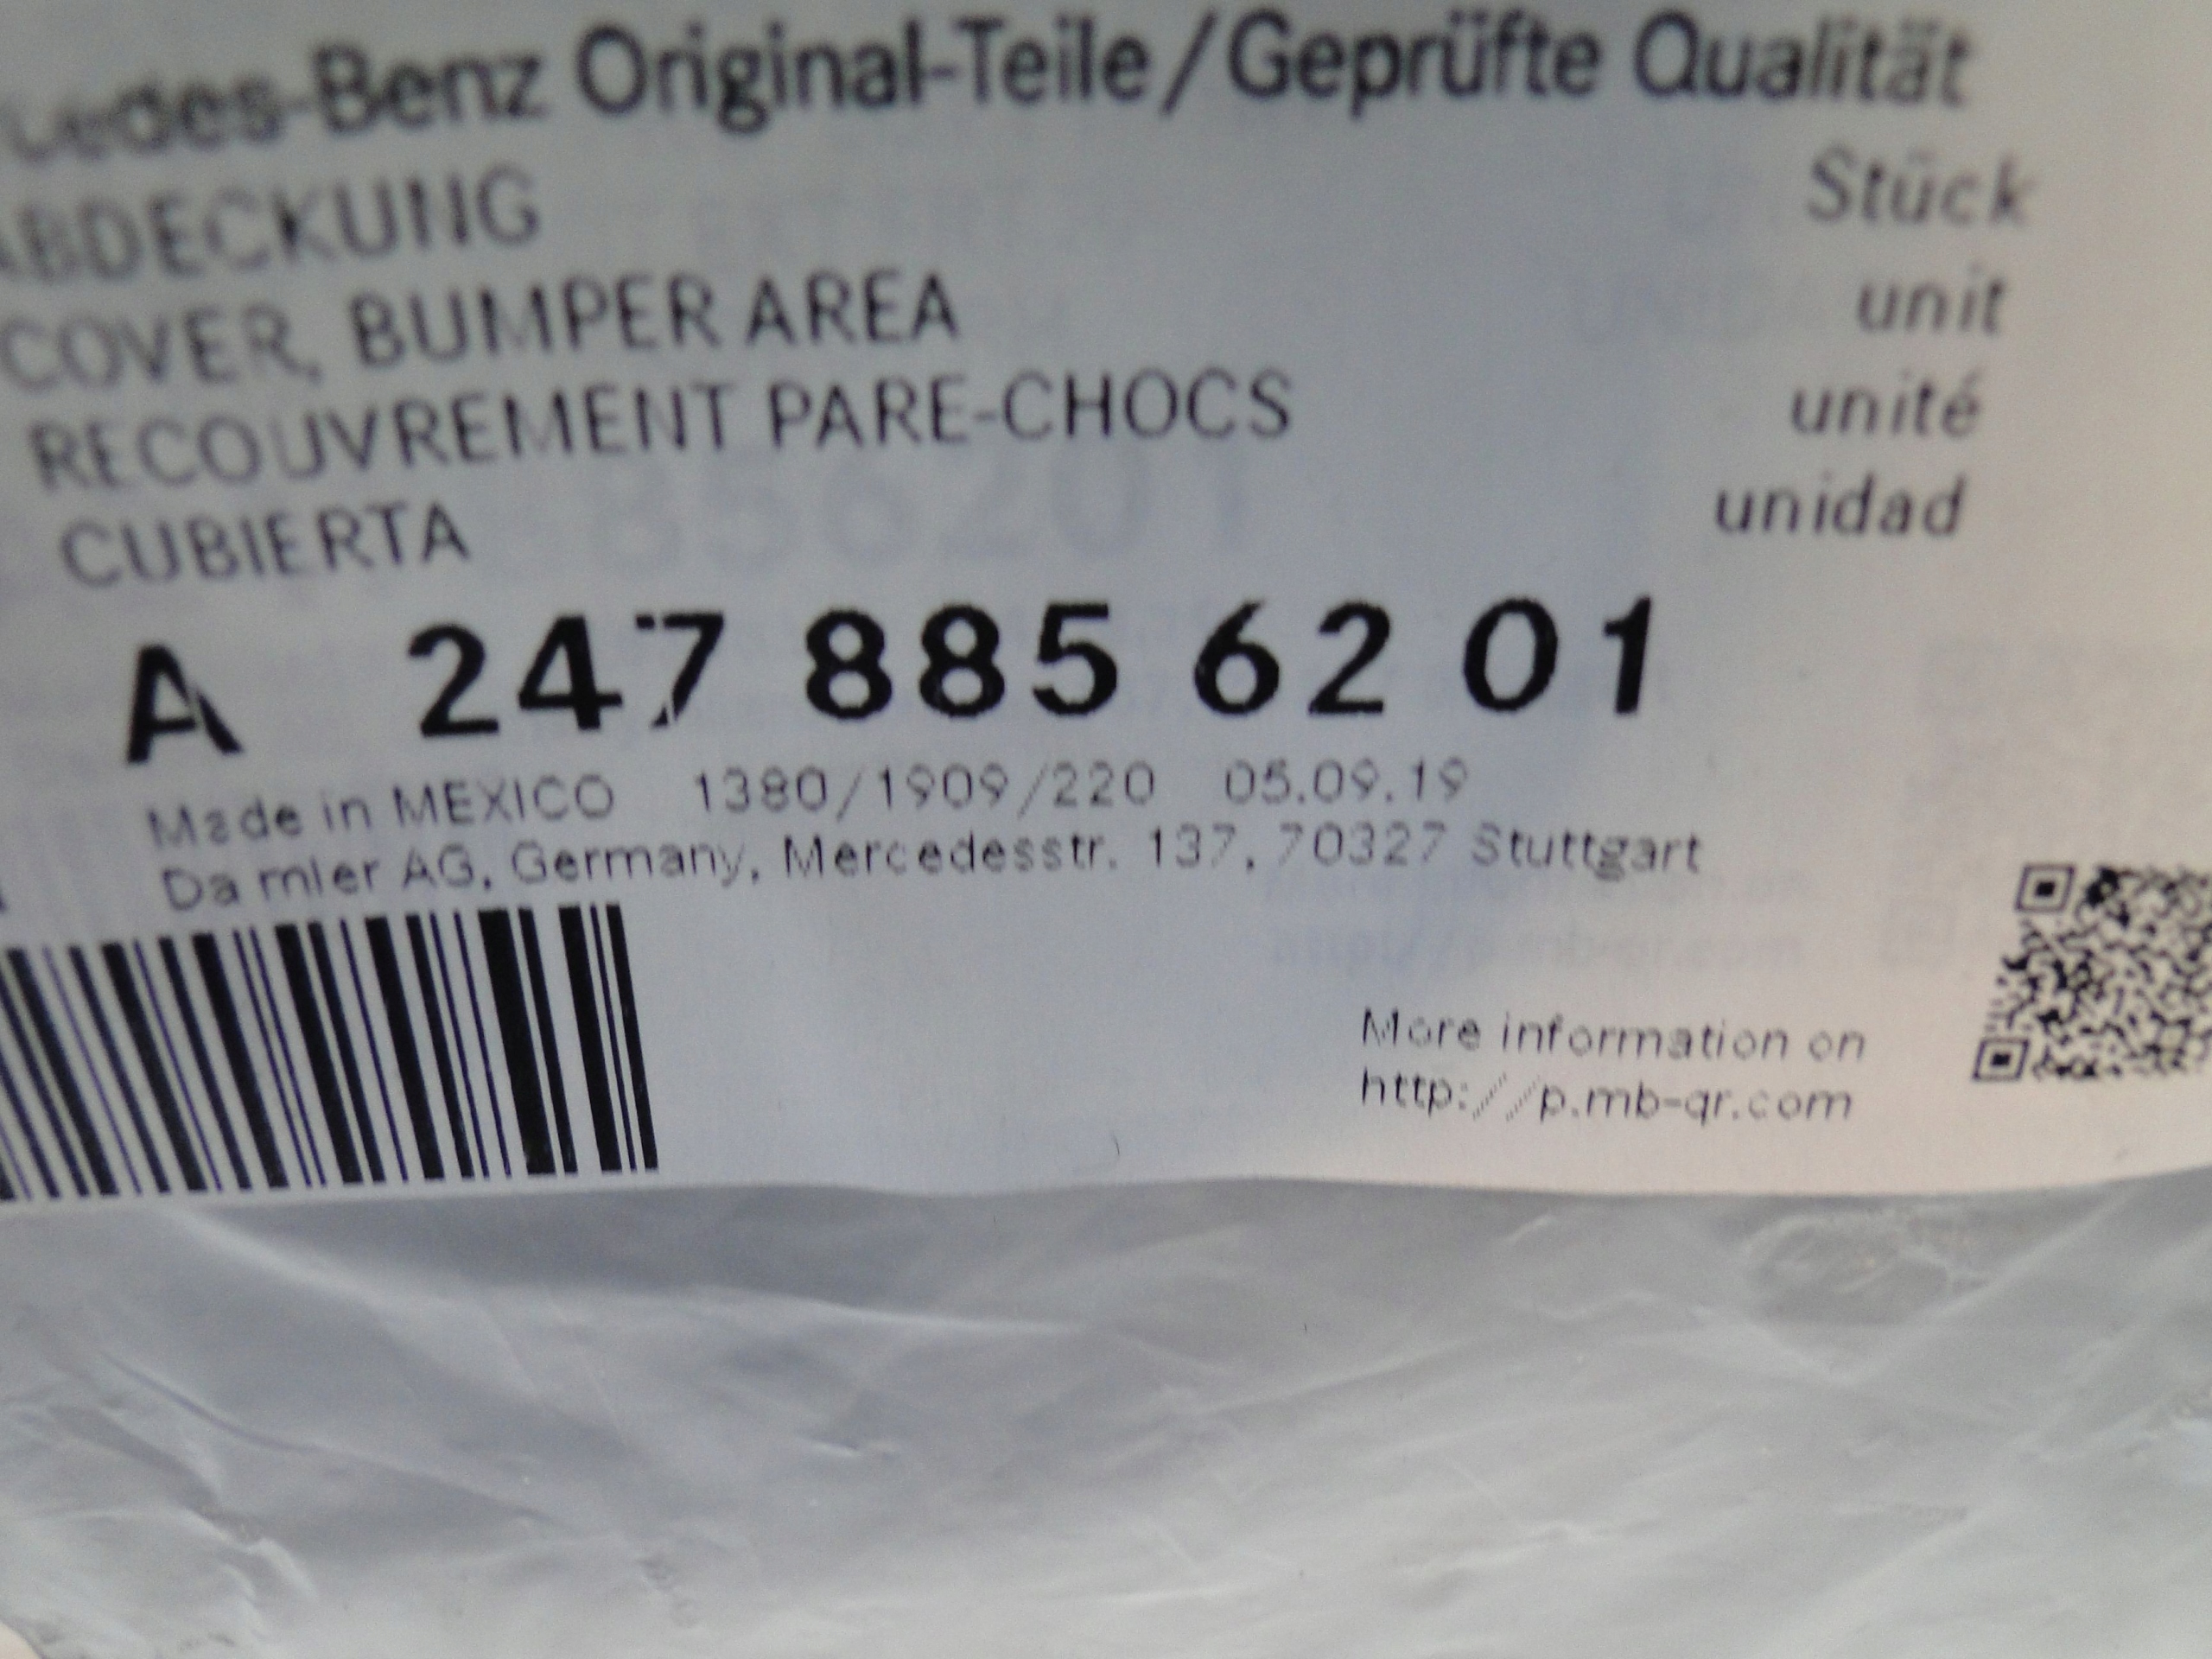 cedes-Benz Original-Teile/Geprüfte Qualität
ABDECKUNG Stück
COVER, BUMPER AREA unit
RECOUVREMENT PARE-CHOCS unité
CUBIERTA unidad
A 247 885 62 01
Made in MEXICO 1380/1909/220 05.09.19
Daimler AG, Germany, Mercedesstr. 137, 70327 Stuttgart
More information on
http://p.mb-qr.com